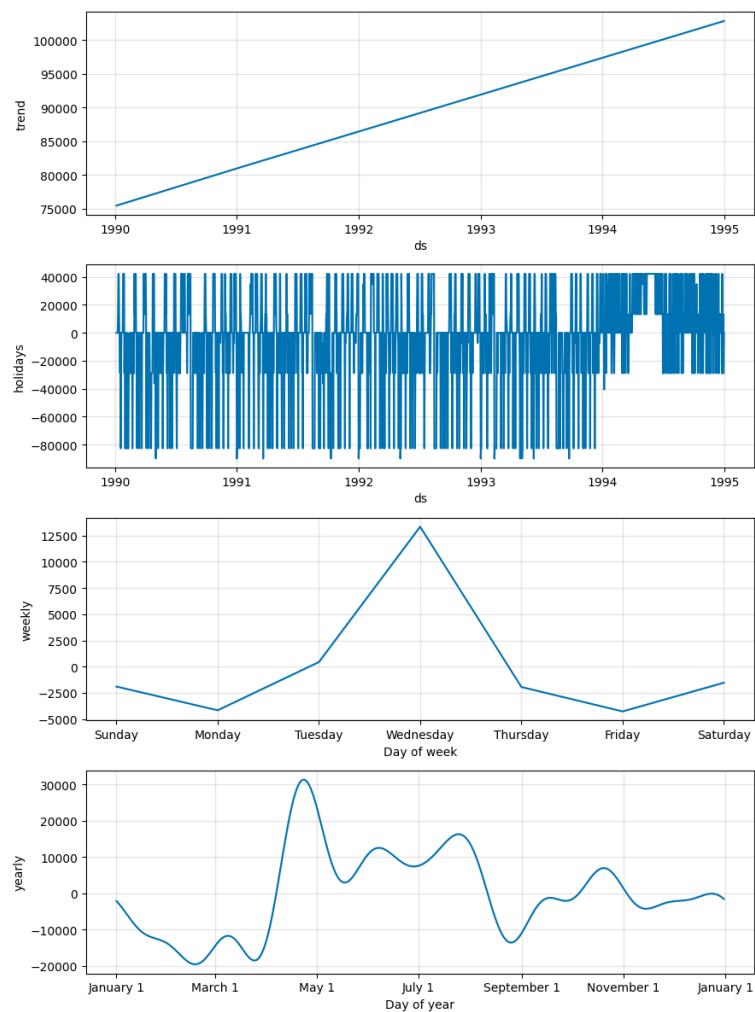 100000
95000
90000
85000
80000
75000
trend
1990 1991 1992 1993 1994 1995
ds
40000
20000
0
−20000
−40000
−60000
−80000
holidays
1990 1991 1992 1993 1994 1995
ds
12500
10000
7500
5000
2500
0
−2500
−5000
weekly
Sunday Monday Tuesday Wednesday Thursday Friday Saturday
Day of week
30000
20000
10000
0
−10000
−20000
yearly
January 1 March 1 May 1 July 1 September 1 November 1 January 1
Day of year